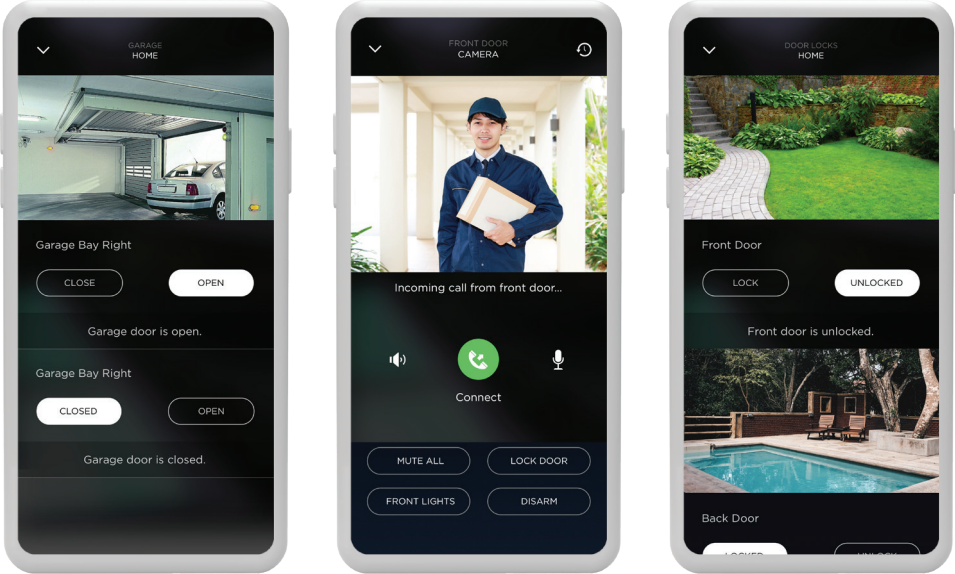 GARAGE
HOME
Garage Bay Right
CLOSE
OPEN
Garage door is open.
Garage Bay Right
CLOSED
OPEN
Garage door is closed.
FRONT DOOR
CAMERA
Incoming call from front door...
Connect
MUTE ALL
LOCK DOOR
FRONT LIGHTS
DISARM
DOOR LOCKS
HOME
Front Door
LOCK
UNLOCKED
Front door is unlocked.
Back Door
LOCKED
UNLOCK